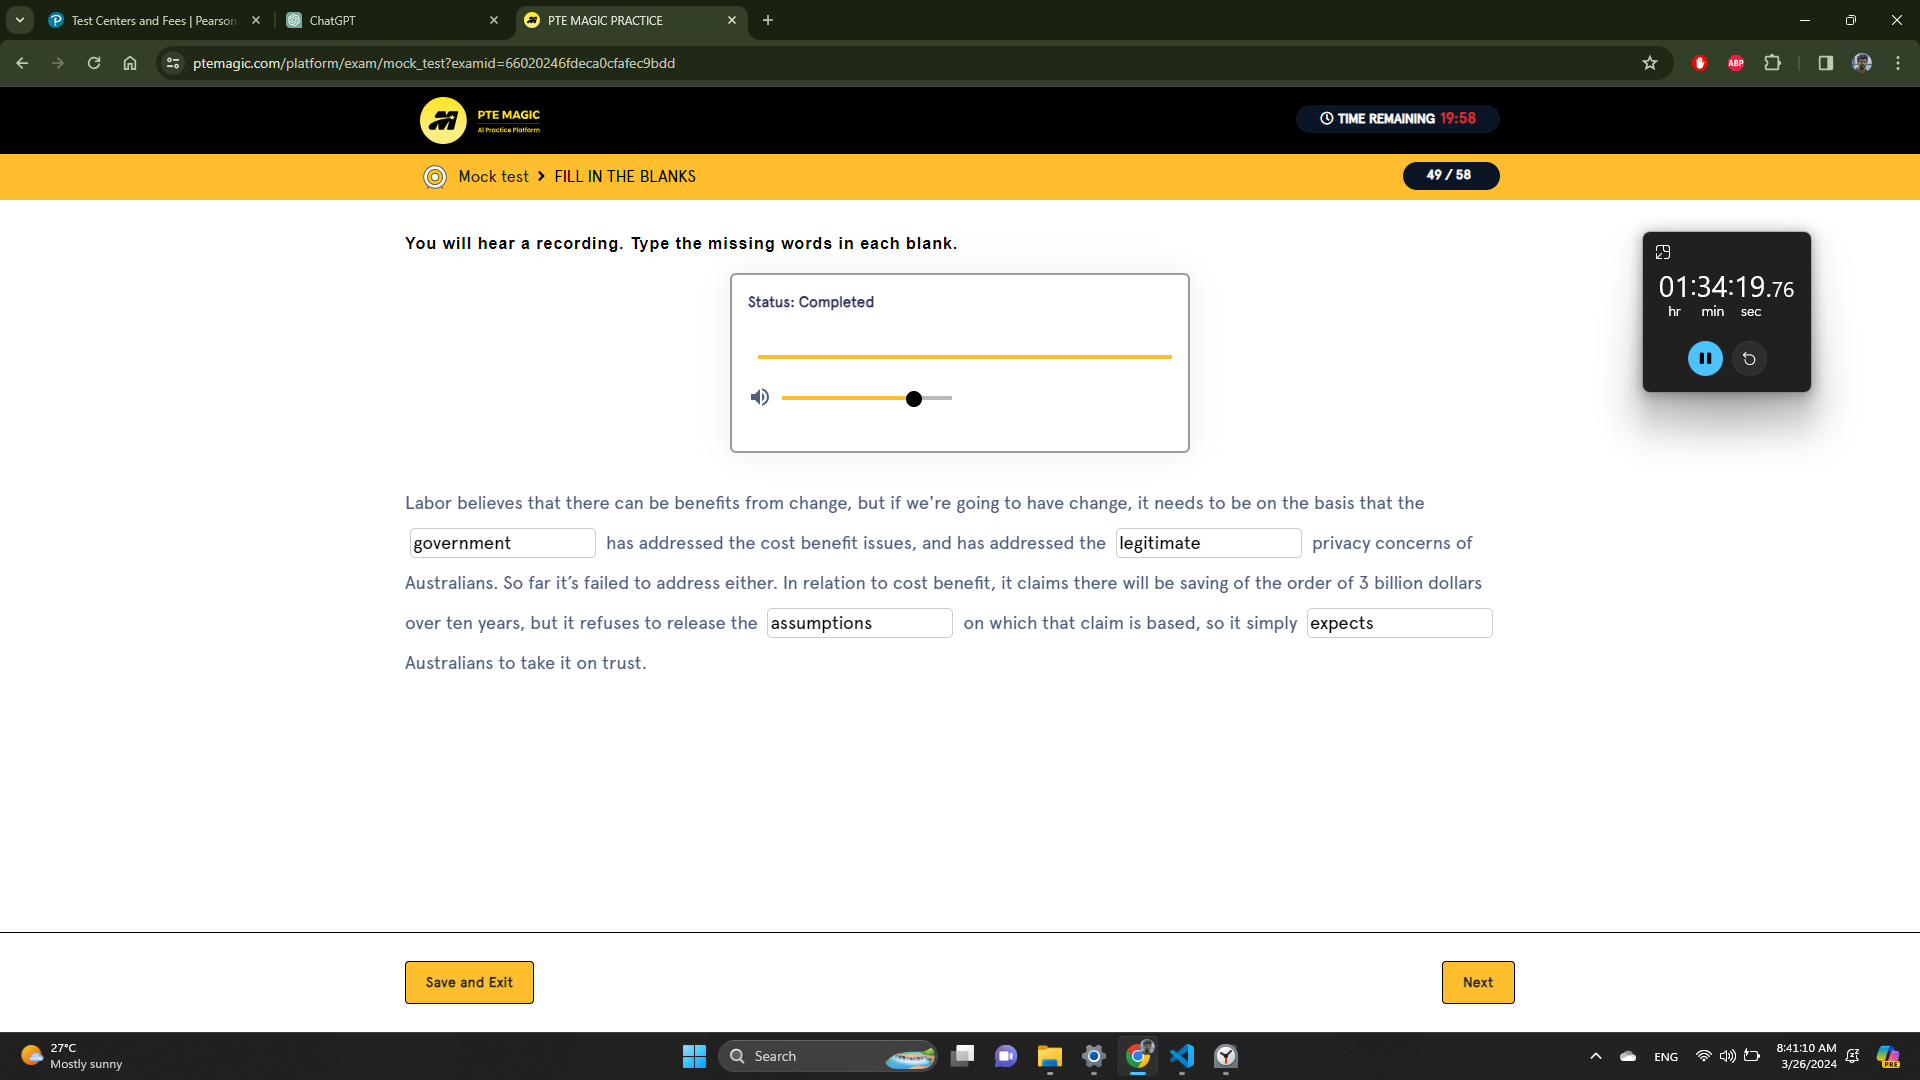 Test Centers and Fees | Pearson
ChatGPT
PTE MAGIC PRACTICE
ptemagic.com/platform/exam/mock_test?examid=66020246fdeca0cfafec9bdd
ABP
PTE MAGIC
AI Practice Platform
TIME REMAINING 19:58
Mock test > FILL IN THE BLANKS
49 / 58
You will hear a recording. Type the missing words in each blank.
Status: Completed
01:34:19.76
hr min sec
Labor believes that there can be benefits from change, but if we're going to have change, it needs to be on the basis that the
government has addressed the cost benefit issues, and has addressed the legitimate privacy concerns of
Australians. So far it’s failed to address either. In relation to cost benefit, it claims there will be saving of the order of 3 billion dollars
over ten years, but it refuses to release the assumptions on which that claim is based, so it simply expects
Australians to take it on trust.
Save and Exit
Next
27°C
Mostly sunny
Search
ENG
8:41:10 AM
3/26/2024
PRE